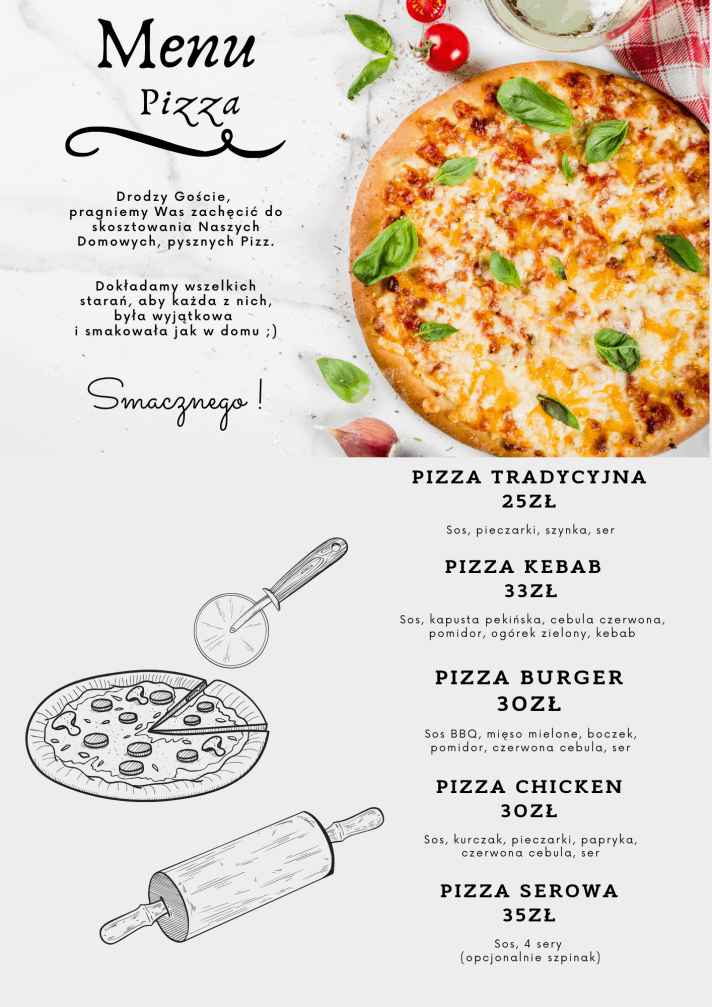 Menu
Pizza
Drodzy Goście,
pragniemy Was zachęcić do
skosztowania Naszych
Domowych, pysznych Pizz.
Dokładamy wszelkich
starań, aby każda z nich,
była wyjątkowa
i smakowała jak w domu ;)
Smacznego !
PIZZA TRADYCYJNA
25ZŁ
Sos, pieczarki, szynka, ser
PIZZA KEBAB
33ZŁ
Sos, kapusta pekińska, cebula czerwona,
pomidor, ogórek zielony, kebab
PIZZA BURGER
30ZŁ
Sos BBQ, mięso mielone, boczek,
pomidor, czerwona cebula, ser
PIZZA CHICKEN
30ZŁ
Sos, kurczak, pieczarki, papryka,
czerwona cebula, ser
PIZZA SEROWA
35ZŁ
Sos, 4 sery
(opcjonalnie szpinak)